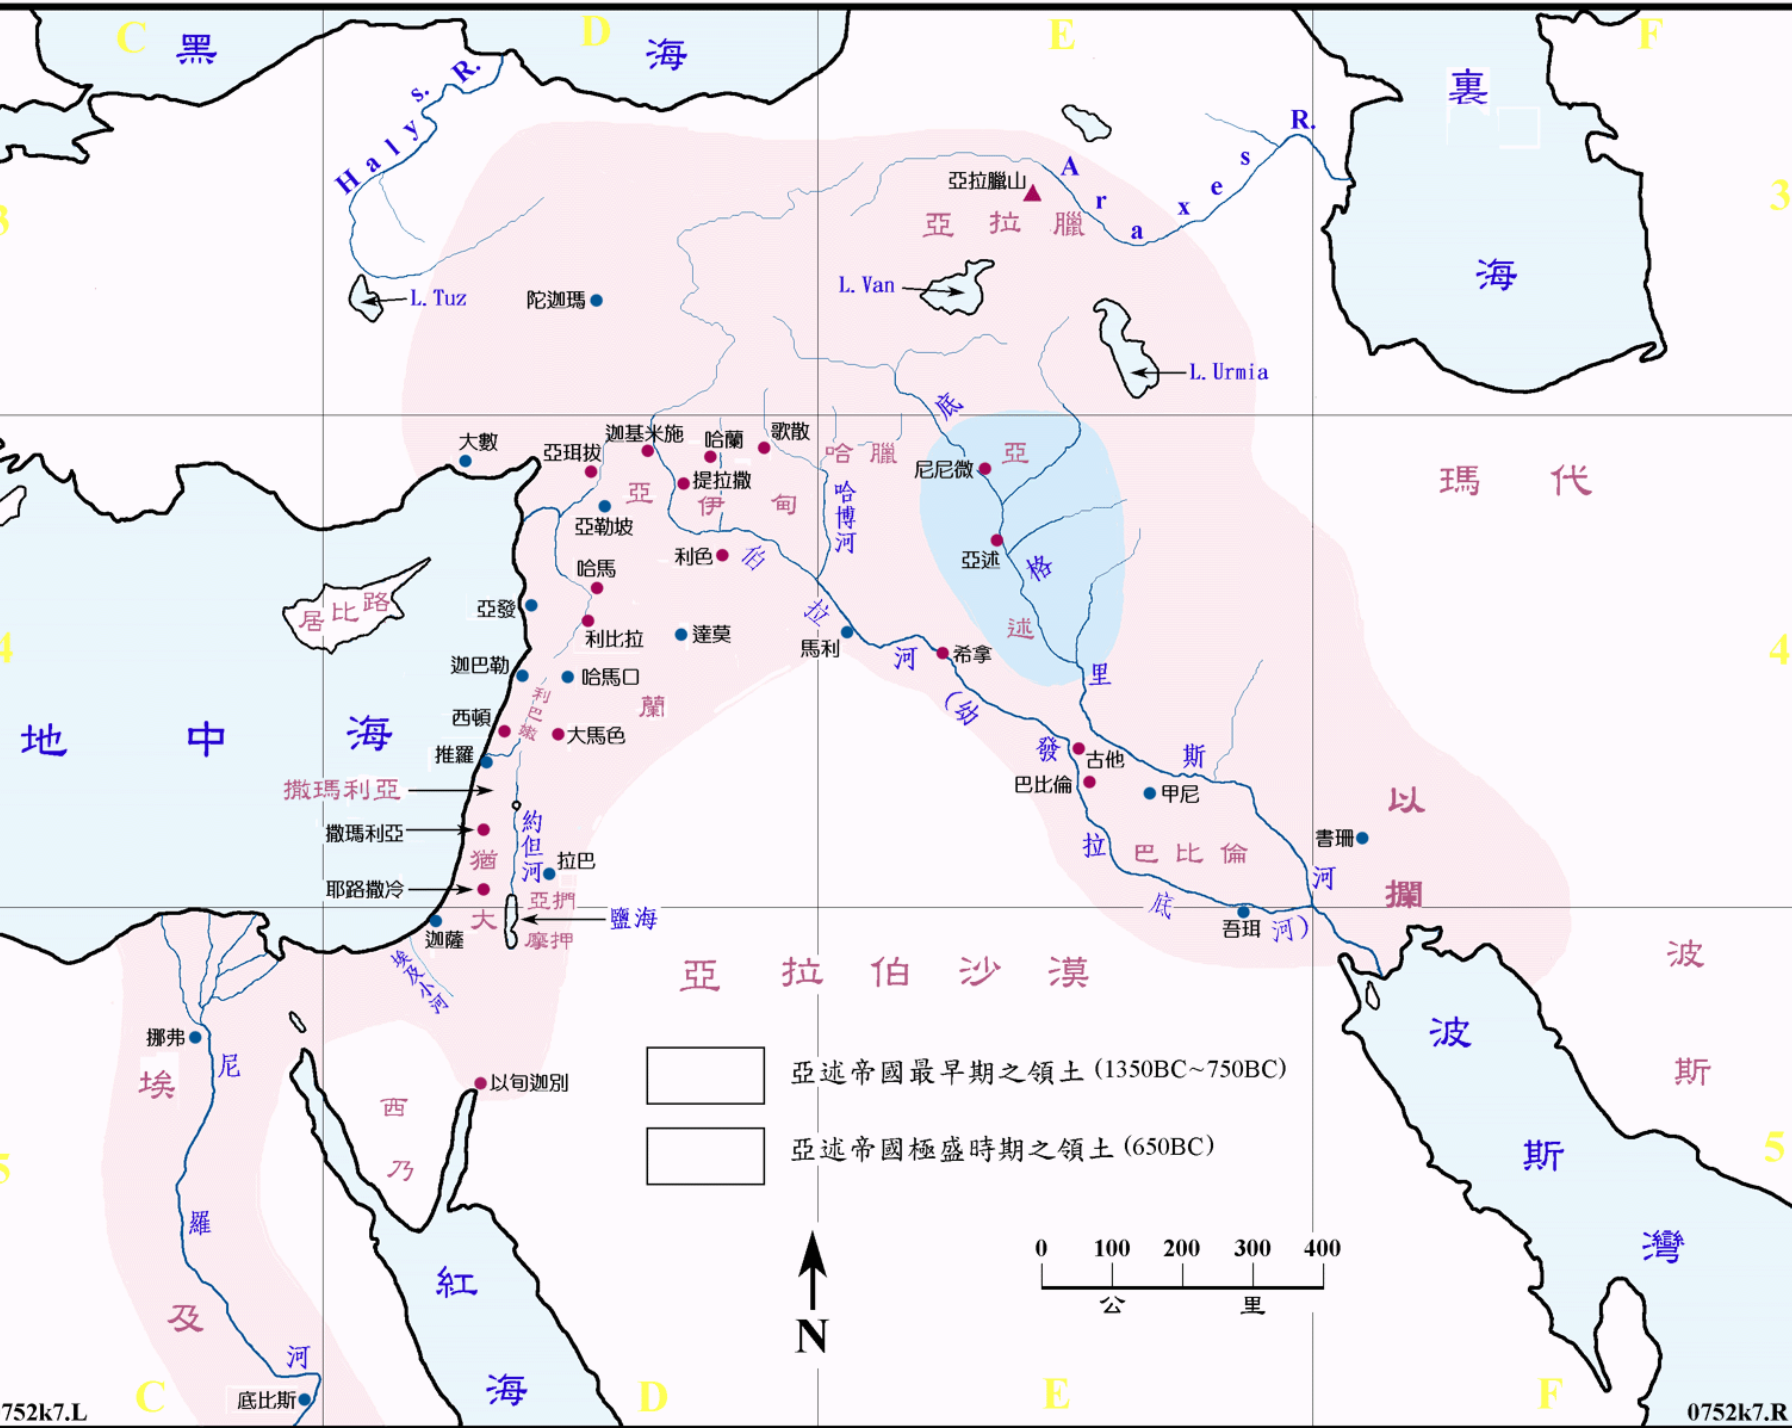 C
D
E
F
黑
海
裏
海
Halys. R.
Araxes R.
3
3
亞拉臘山
亞拉臘
L. Tuz
陀迦瑪
L. Van
L. Urmia
大數
亞珥拔
迦基米施
哈蘭
歌散
哈臘
提拉撒
亞伊甸
亞勒坡
哈博河
尼尼微
亞述
亞述
瑪代
利色
哈馬
亞發
利比拉
達莫
馬利
希拿
居比路
迦巴勒
哈馬口
利巴嫩
蘭
西頓
大馬色
推羅
地中海
4
4
伯拉河(幼發拉底河)
底格里斯河
古他
巴比倫
甲尼
巴比倫
書珊
以攔
撒瑪利亞
撒瑪利亞
猶大
約但河
拉巴
耶路撒冷
亞捫
鹽海
摩押
迦薩
埃及小河
吾珥
亞拉伯沙漠
波斯
波斯灣
挪弗
尼羅河
埃及
以旬迦別
西乃
亞述帝國最早期之領土 (1350BC~750BC)
亞述帝國極盛時期之領土 (650BC)
5
5
0 100 200 300 400
公里
N
紅海
底比斯
C
D
E
F
0752k7.L
0752k7.R